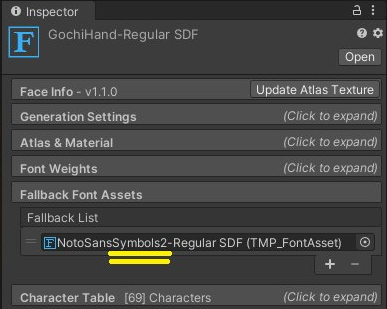 Inspector
GochiHand-Regular SDF
Open
Face Info - v1.1.0
Update Atlas Texture
Generation Settings (Click to expand)
Atlas & Material (Click to expand)
Font Weights (Click to expand)
Fallback Font Assets
Fallback List
NotoSansSymbols2-Regular SDF (TMP_FontAsset)
+ -
Character Table [69] Characters (Click to expand)